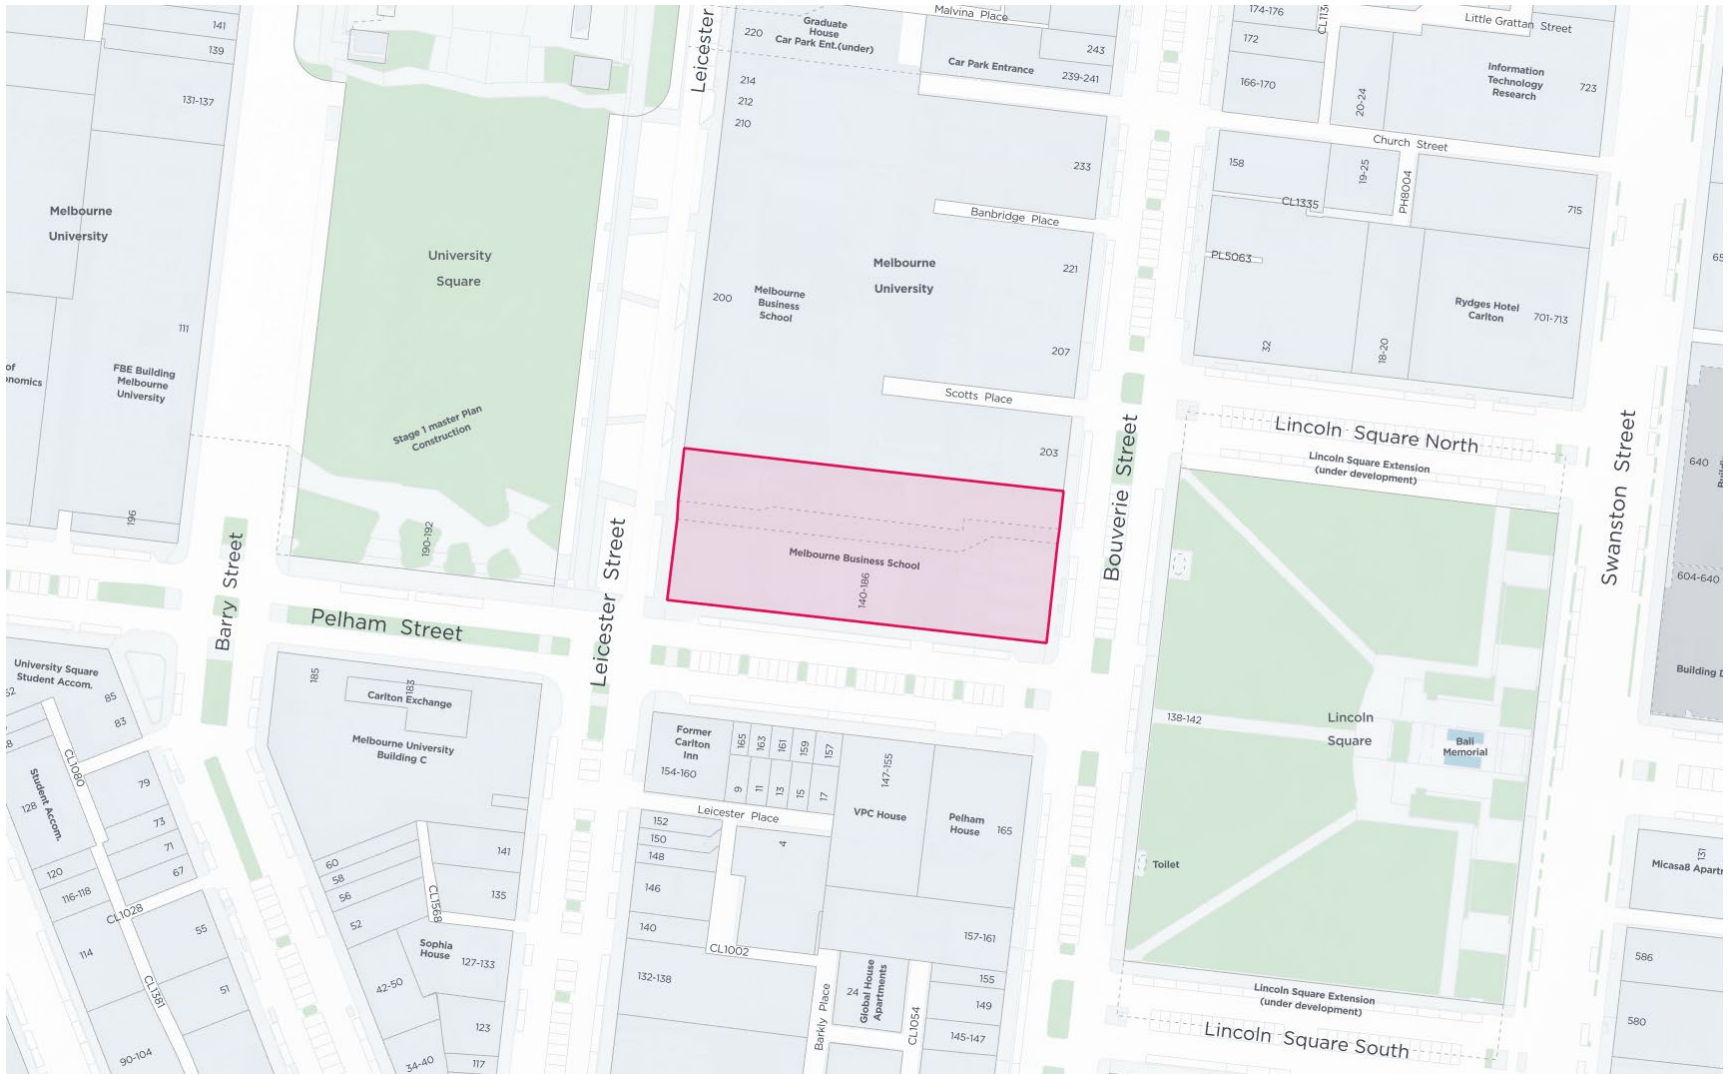 141
139
131-137
Melbourne
University
111
of
nomics
FBE Building
Melbourne
University
196
Barry Street
University
Square
Stage 1 master Plan
Construction
190-192
Pelham Street
Leicester
Leicester Street
220
Graduate
House
Car Park Ent.(under)
Malvina Place
243
Car Park Entrance
239-241
214
212
210
233
Banbridge Place
Melbourne
University
221
200
Melbourne
Business
School
207
Scotts Place
203
Melbourne Business School
140-186
Bouverie Street
174-176
172
166-170
Little Grattan Street
20-24
Information
Technology
Research
723
Church Street
158
19-25
PH8004
CL1335
715
PL5063
32
18-20
Rydges Hotel
Carlton
701-713
Lincoln Square North
Lincoln Square Extension
(under development)
Swanston Street
640
604-640
138-142
Lincoln
Square
Bali
Memorial
Toilet
Lincoln Square Extension
(under development)
Lincoln Square South
131
586
580
University Square
Student Accom.
85
83
CL1080
128
Student Accom.
79
73
71
67
120
116-118
CL1028
114
55
CL1381
51
90-104
185
183
Carlton Exchange
Melbourne University
Building C
60
58
56
52
141
135
CL1568
Sophia
House
127-133
42-50
123
34-40
117
Former
Carlton
Inn
154-160
165
163
161
159
157
9
11
13
15
17
147-155
VPC House
Pelham
House
165
Leicester Place
152
150
148
146
140
4
CL1002
132-138
157-161
155
149
145-147
Barkly Place
24
Global House
Apartments
CL1054